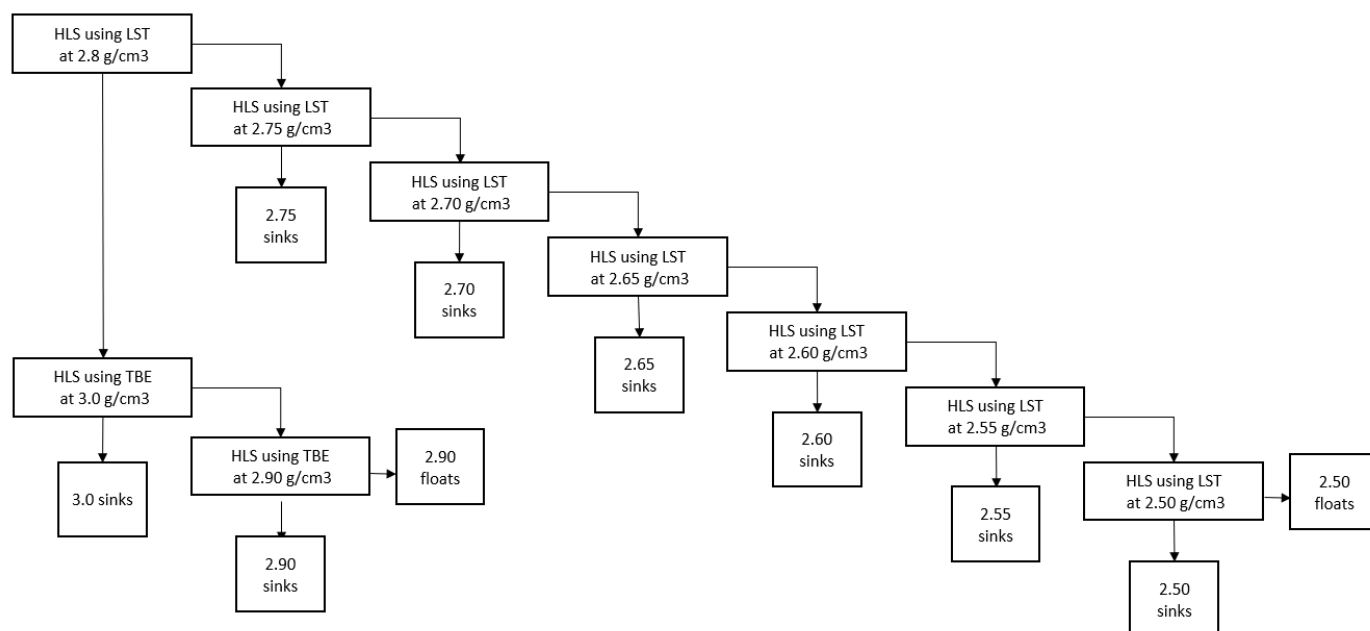 HLS using LST
at 2.8 g/cm3
HLS using LST
at 2.75 g/cm3
2.75
sinks
HLS using LST
at 2.70 g/cm3
2.70
sinks
HLS using LST
at 2.65 g/cm3
2.65
sinks
HLS using LST
at 2.60 g/cm3
2.60
sinks
HLS using LST
at 2.55 g/cm3
2.55
sinks
HLS using LST
at 2.50 g/cm3
2.50
floats
2.50
sinks
HLS using TBE
at 3.0 g/cm3
3.0 sinks
HLS using TBE
at 2.90 g/cm3
2.90
floats
2.90
sinks